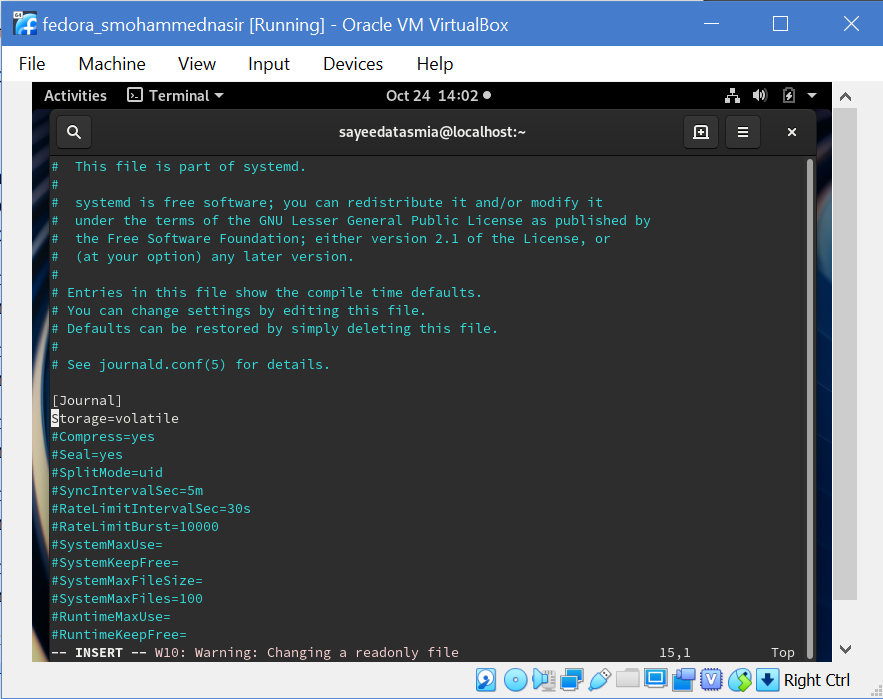 fedora_smohammednasir [Running] - Oracle VM VirtualBox
File Machine View Input Devices Help
Activities Terminal Oct 24 14:02
sayeedatasmia@localhost:~
#  This file is part of systemd.
#
#  systemd is free software; you can redistribute it and/or modify it
#  under the terms of the GNU Lesser General Public License as published by
#  the Free Software Foundation; either version 2.1 of the License, or
#  (at your option) any later version.
#
# Entries in this file show the compile time defaults.
# You can change settings by editing this file.
# Defaults can be restored by simply deleting this file.
#
# See journald.conf(5) for details.
[Journal]
Storage=volatile
#Compress=yes
#Seal=yes
#SplitMode=uid
#SyncIntervalSec=5m
#RateLimitIntervalSec=30s
#RateLimitBurst=10000
#SystemMaxUse=
#SystemKeepFree=
#SystemMaxFileSize=
#SystemMaxFiles=100
#RuntimeMaxUse=
#RuntimeKeepFree=
-- INSERT -- W10: Warning: Changing a readonly file 15,1 Top
Right Ctrl